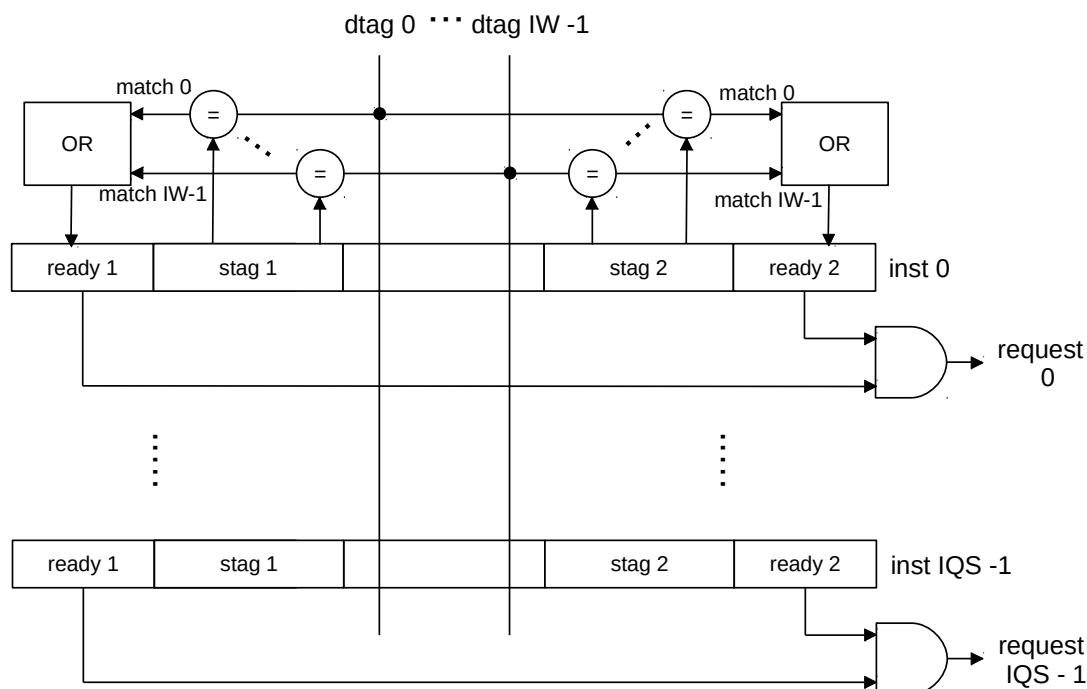 dtag 0 ··· dtag IW -1
match 0
=
=
match 0
OR
OR
match IW-1
=
=
match IW-1
ready 1
stag 1
stag 2
ready 2
inst 0
request
0
ready 1
stag 1
stag 2
ready 2
inst IQS -1
request
IQS - 1